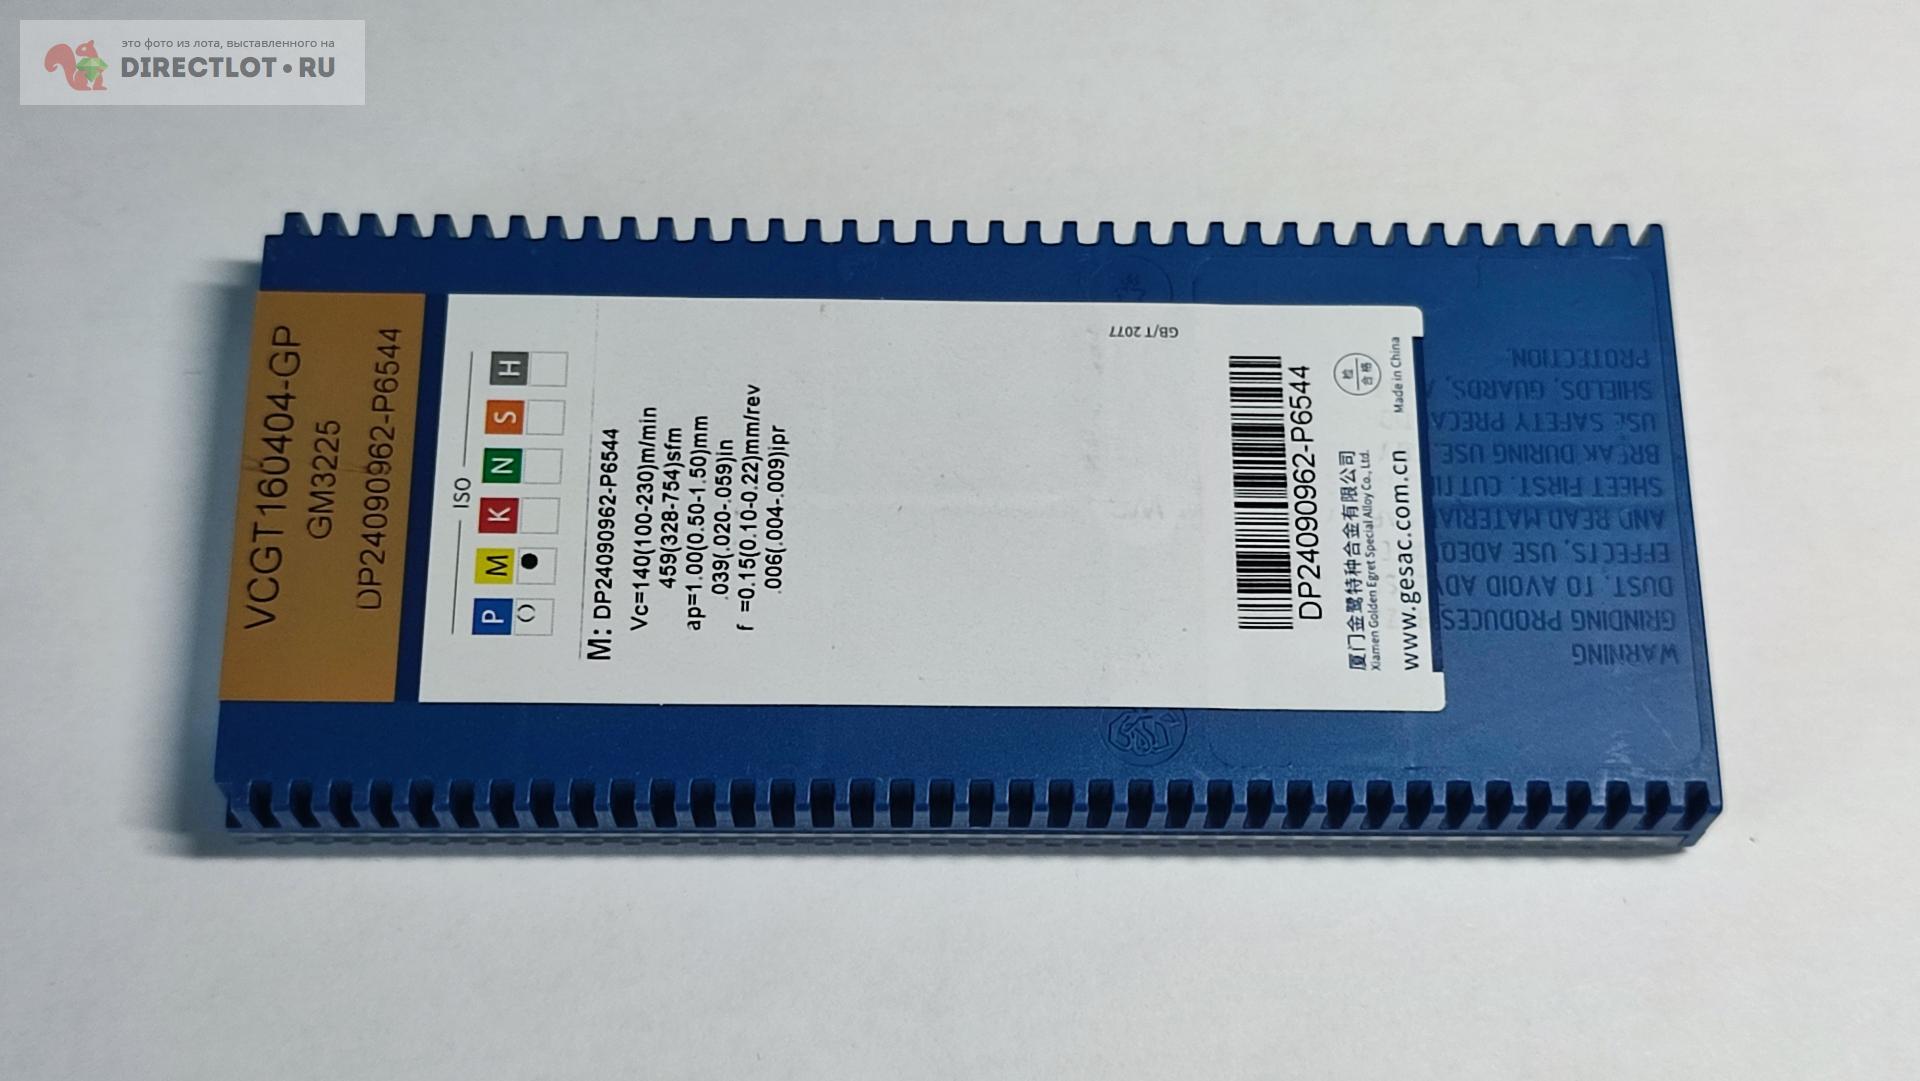 это фото из лота, выставленного на
DIRECTLOT•RU
VCGT160404-GP
GM3225
DP24090962-P6544
ISO
P M K N S H
M: DP24090962-P6544
Vc=140(100-230)m/min
459(328-754)sfm
ap=1.00(0.50-1.50)mm
.039(.020-.059)in
f =0.15(0.10-0.22)mm/rev
.006(.004-.009)ipr
GB/T 2077
DP24090962-P6544
检
合格
厦门金鹭特种合金有限公司
Xiamen Golden Egret Special Alloy Co., Ltd.
www.gesac.com.cn
Made in China
WARNING
GRINDING PRODUCES
DUST. TO AVOID
EFFECTS, USE
AND READ
SHEET FIRST.
BREAK DURING USE.
USE SAFETY
SHIELDS, GUARDS,
PROTECTION.